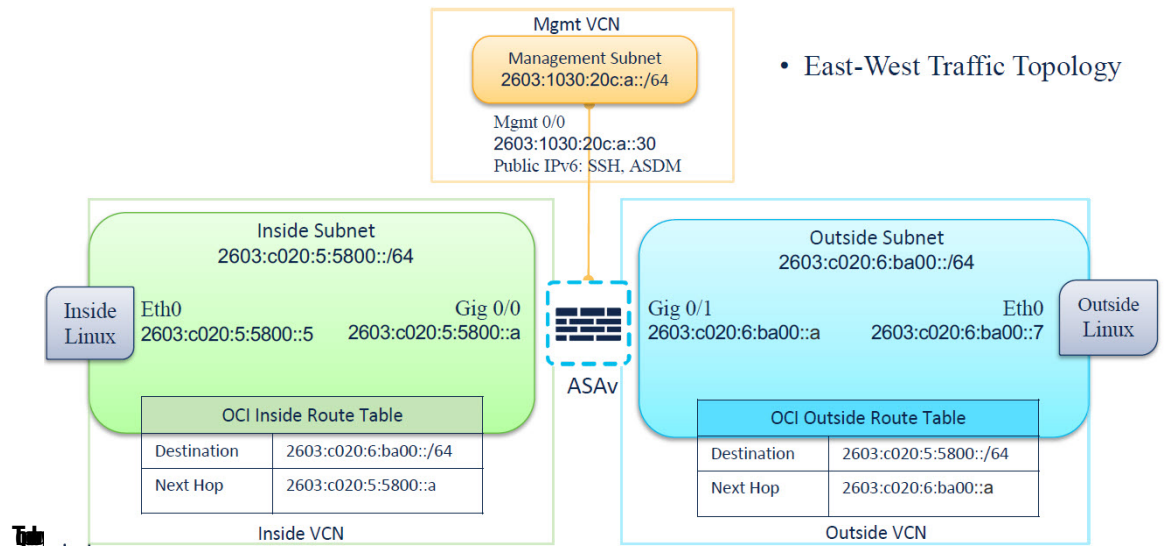 Mgmt VCN
Management Subnet
2603:1030:20c:a::/64
• East-West Traffic Topology
Mgmt 0/0
2603:1030:20c:a::30
Public IPv6: SSH, ASDM
Inside Subnet
2603:c020:5:5800::/64
Outside Subnet
2603:c020:6:ba00::/64
Inside
Linux
Eth0
2603:c020:5:5800::5
Gig 0/0
2603:c020:5:5800::a
ASAv
Gig 0/1
2603:c020:6:ba00::a
Eth0
2603:c020:6:ba00::7
Outside
Linux
OCI Inside Route Table
Destination 2603:c020:6:ba00::/64
Next Hop 2603:c020:5:5800::a
OCI Outside Route Table
Destination 2603:c020:5:5800::/64
Next Hop 2603:c020:6:ba00::a
Inside VCN
Outside VCN